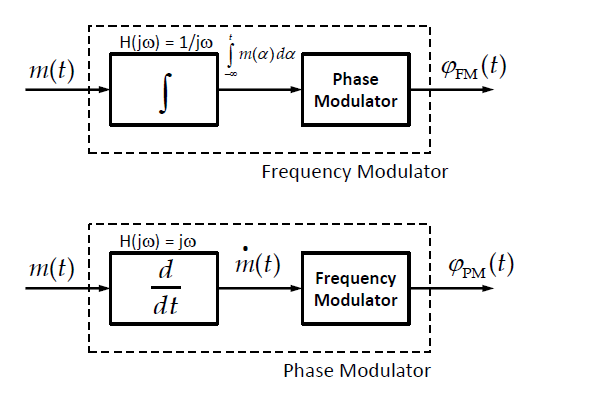 H(jω) = 1/jω
t
∫ m(α)dα
-∞
m(t)
∫
Phase
Modulator
φFM(t)
Frequency Modulator
H(jω) = jω
m(t)
d
dt
ṁ(t)
Frequency
Modulator
φPM(t)
Phase Modulator